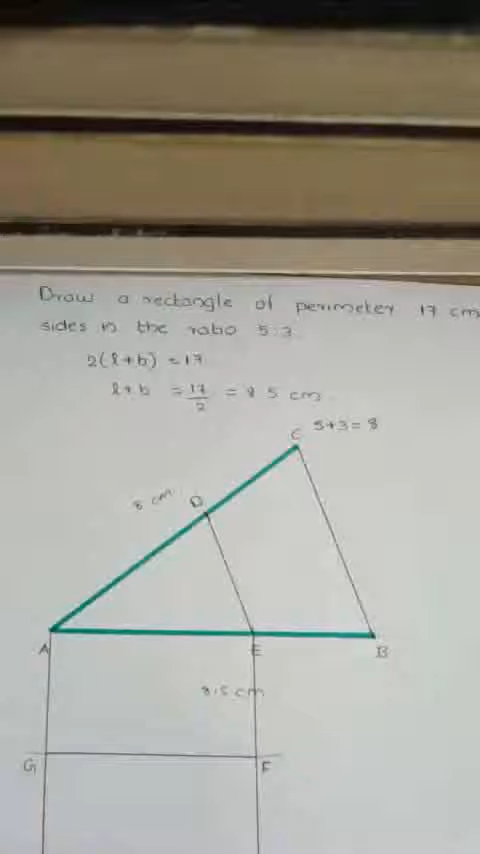 Draw a rectangle of perimeter 17 cm
sides in the ratio 5:3
2(l+b) = 17
l+b = 17/2 = 8.5 cm
C 5+3 = 8
8 cm D
A E B
8.5 cm
G F